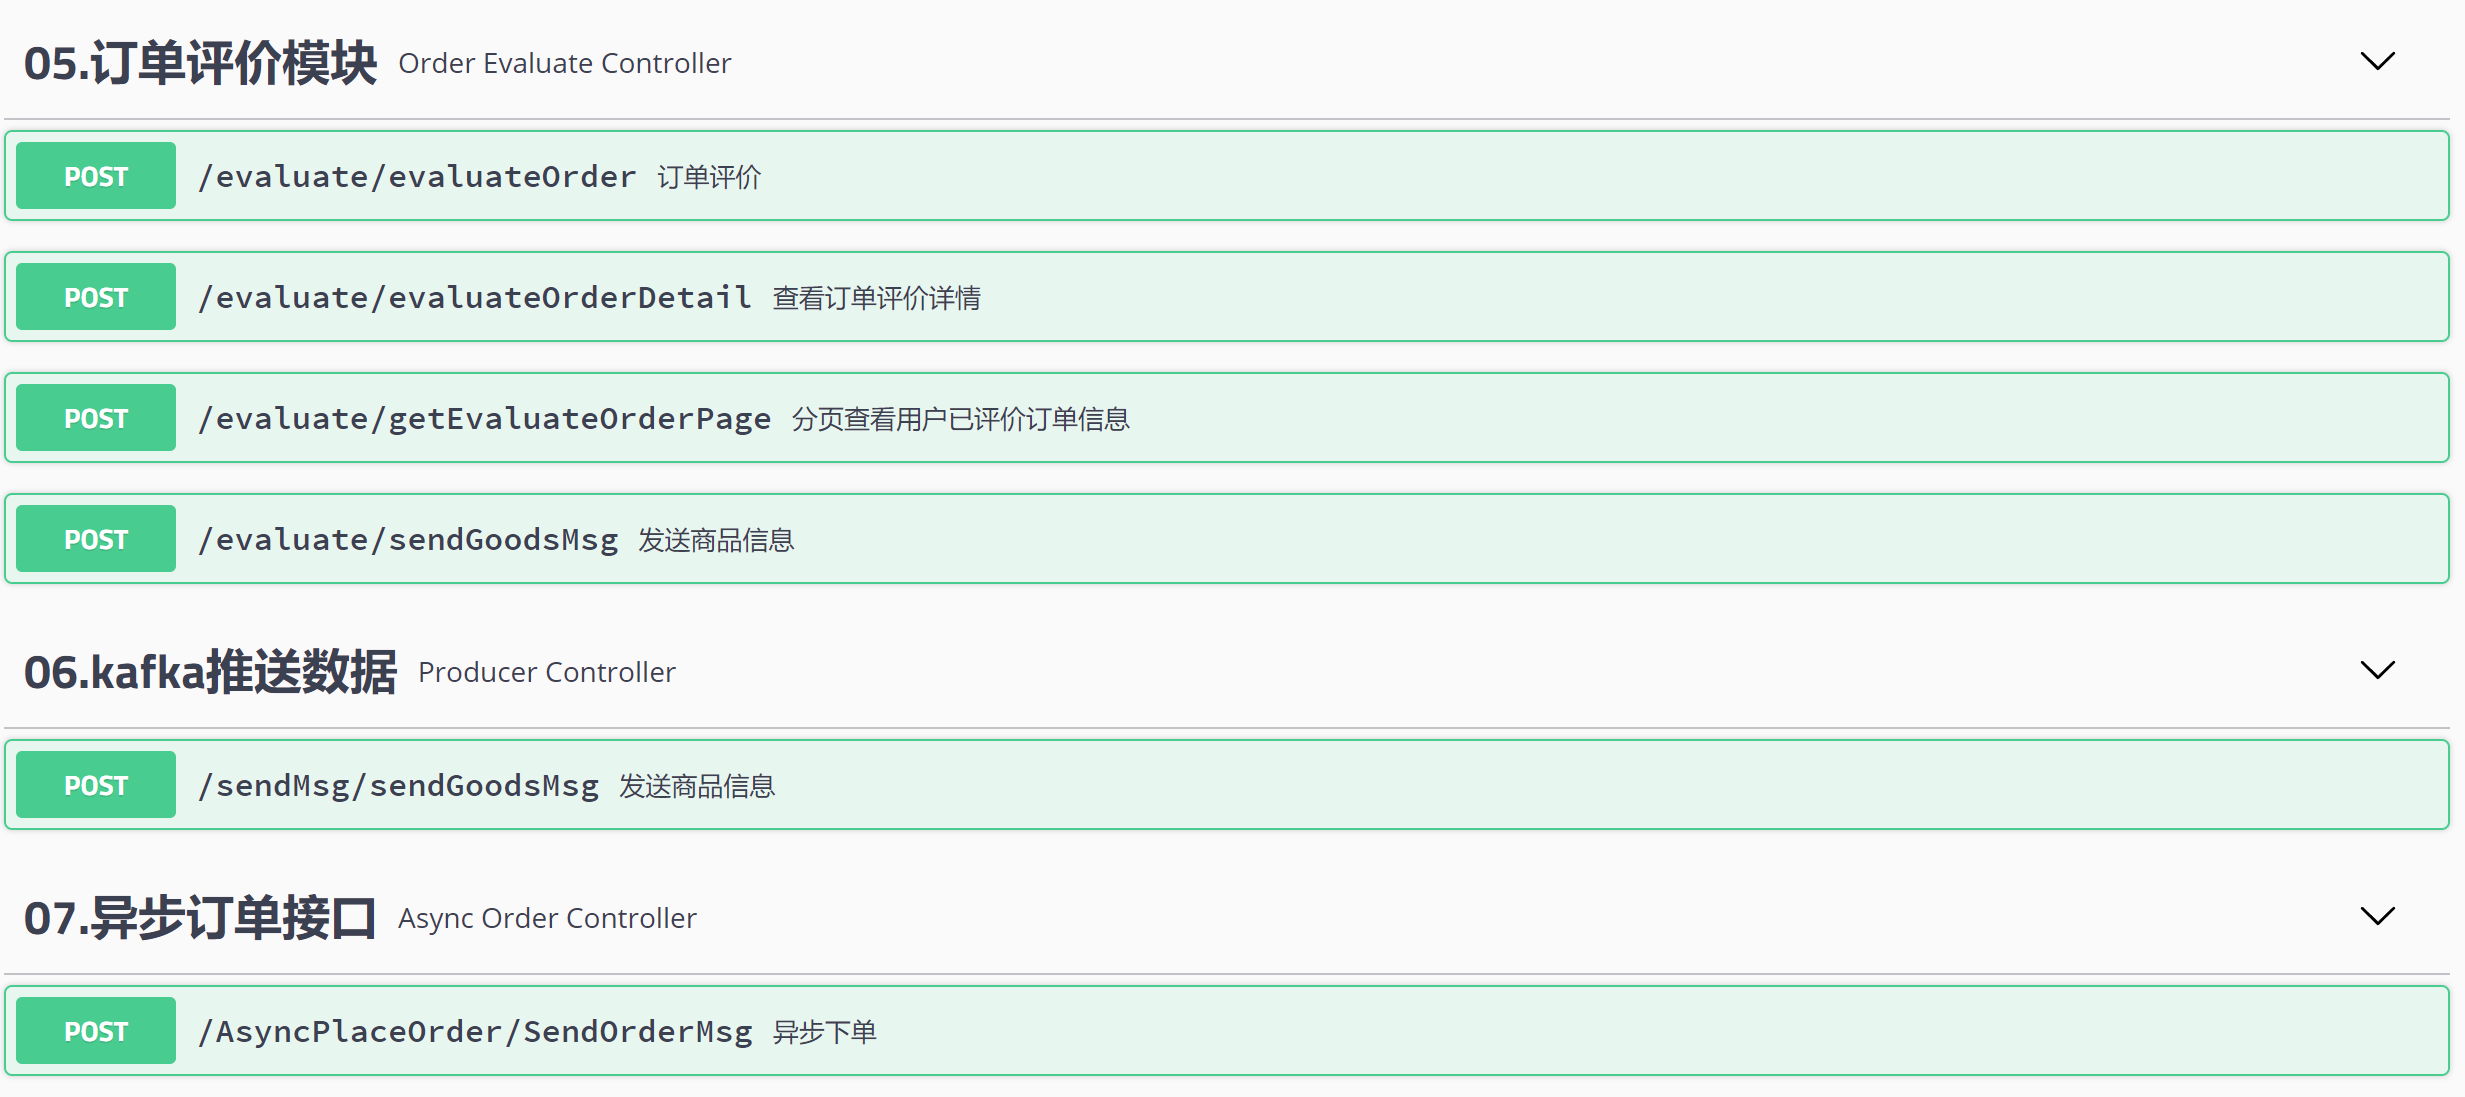 05.订单评价模块 Order Evaluate Controller
POST /evaluate/evaluateOrder 订单评价
POST /evaluate/evaluateOrderDetail 查看订单评价详情
POST /evaluate/getEvaluateOrderPage 分页查看用户已评价订单信息
POST /evaluate/sendGoodsMsg 发送商品信息
06.kafka推送数据 Producer Controller
POST /sendMsg/sendGoodsMsg 发送商品信息
07.异步订单接口 Async Order Controller
POST /AsyncPlaceOrder/SendOrderMsg 异步下单